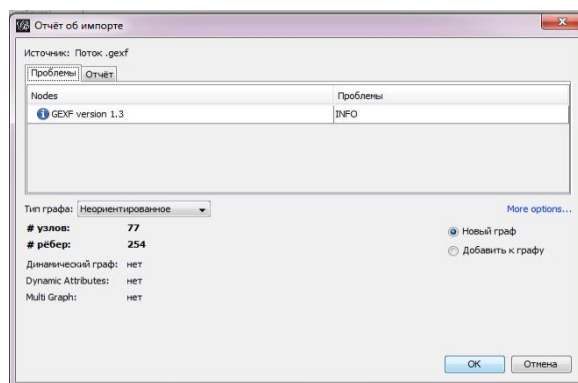 Отчёт об импорте
Источник: Поток .gexf
Проблемы Отчёт
Nodes Проблемы
GEXF version 1.3 INFO
Тип графа: Неориентированное More options...
# узлов: 77
# рёбер: 254
Новый граф
Добавить к графу
Динамический граф: нет
Dynamic Attributes: нет
Multi Graph: нет
OK Отмена